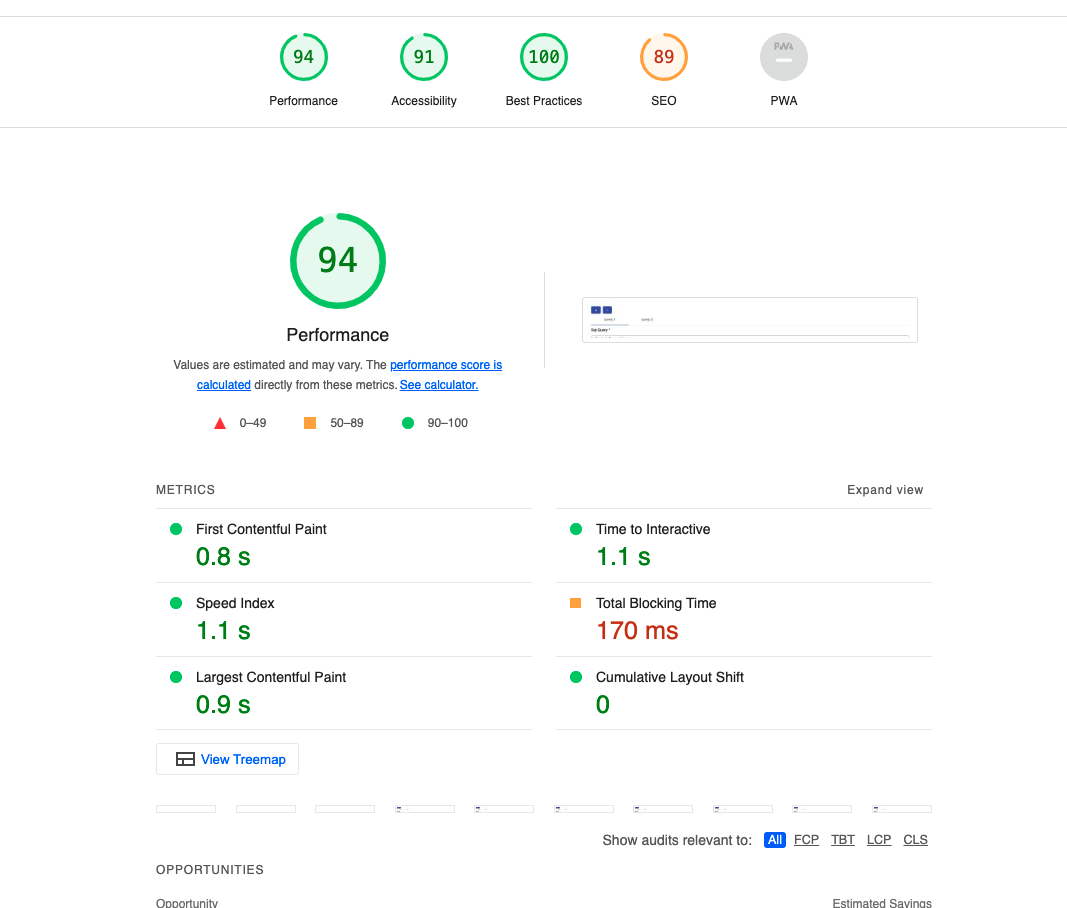 94
91
100
89
PWA
Performance
Accessibility
Best Practices
SEO
PWA
94
Performance
Values are estimated and may vary. The performance score is
calculated directly from these metrics. See calculator.
0–49
50–89
90–100
METRICS
Expand view
First Contentful Paint
0.8 s
Time to Interactive
1.1 s
Speed Index
1.1 s
Total Blocking Time
170 ms
Largest Contentful Paint
0.9 s
Cumulative Layout Shift
0
View Treemap
Show audits relevant to: All FCP TBT LCP CLS
OPPORTUNITIES
Opportunity
Estimated Savings